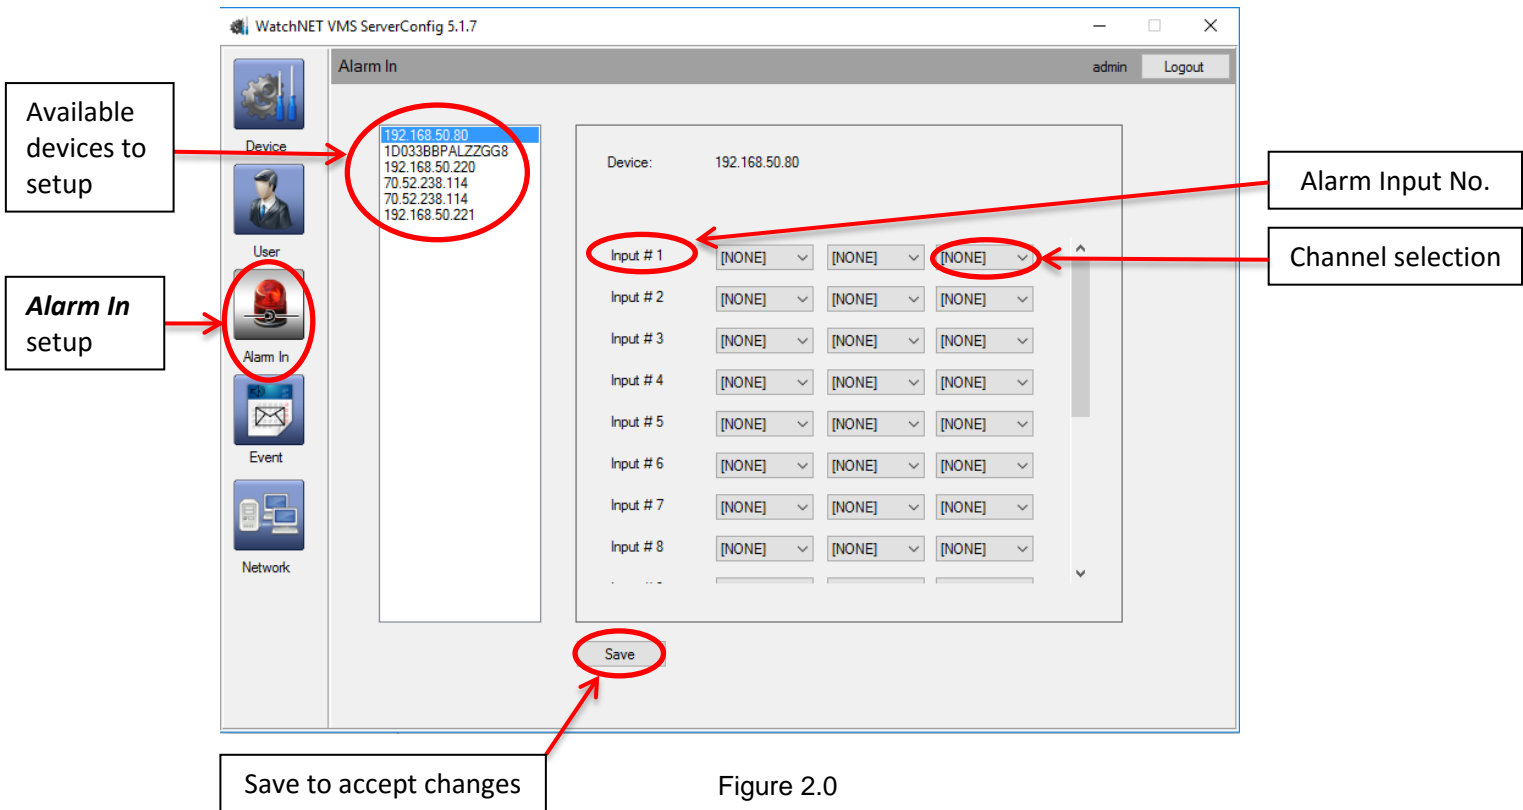 WatchNET VMS ServerConfig 5.1.7
Alarm In
admin
Logout
Available
devices to
setup
Device
User
Alarm In
setup
Alarm In
Event
Network
192.168.50.80
1D033BBPALZZGG8
192.168.50.220
70.52.238.114
70.52.238.114
192.168.50.221
Device: 192.168.50.80
Input # 1 [NONE] [NONE] [NONE]
Input # 2 [NONE] [NONE] [NONE]
Input # 3 [NONE] [NONE] [NONE]
Input # 4 [NONE] [NONE] [NONE]
Input # 5 [NONE] [NONE] [NONE]
Input # 6 [NONE] [NONE] [NONE]
Input # 7 [NONE] [NONE] [NONE]
Input # 8 [NONE] [NONE] [NONE]
Alarm Input No.
Channel selection
Save
Save to accept changes
Figure 2.0